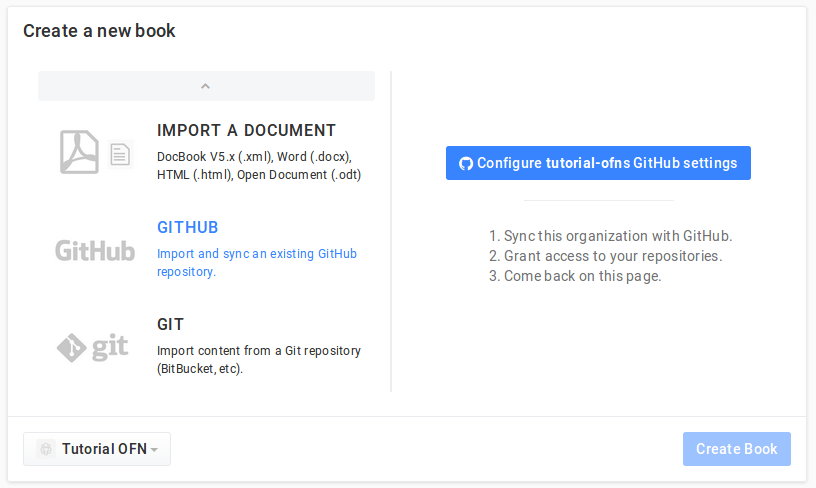 Create a new book
IMPORT A DOCUMENT
DocBook V5.x (.xml), Word (.docx),
HTML (.html), Open Document (.odt)
GitHub
GITHUB
Import and sync an existing GitHub
repository.
git
GIT
Import content from a Git repository
(BitBucket, etc).
Configure tutorial-ofns GitHub settings
1. Sync this organization with GitHub.
2. Grant access to your repositories.
3. Come back on this page.
Tutorial OFN
Create Book